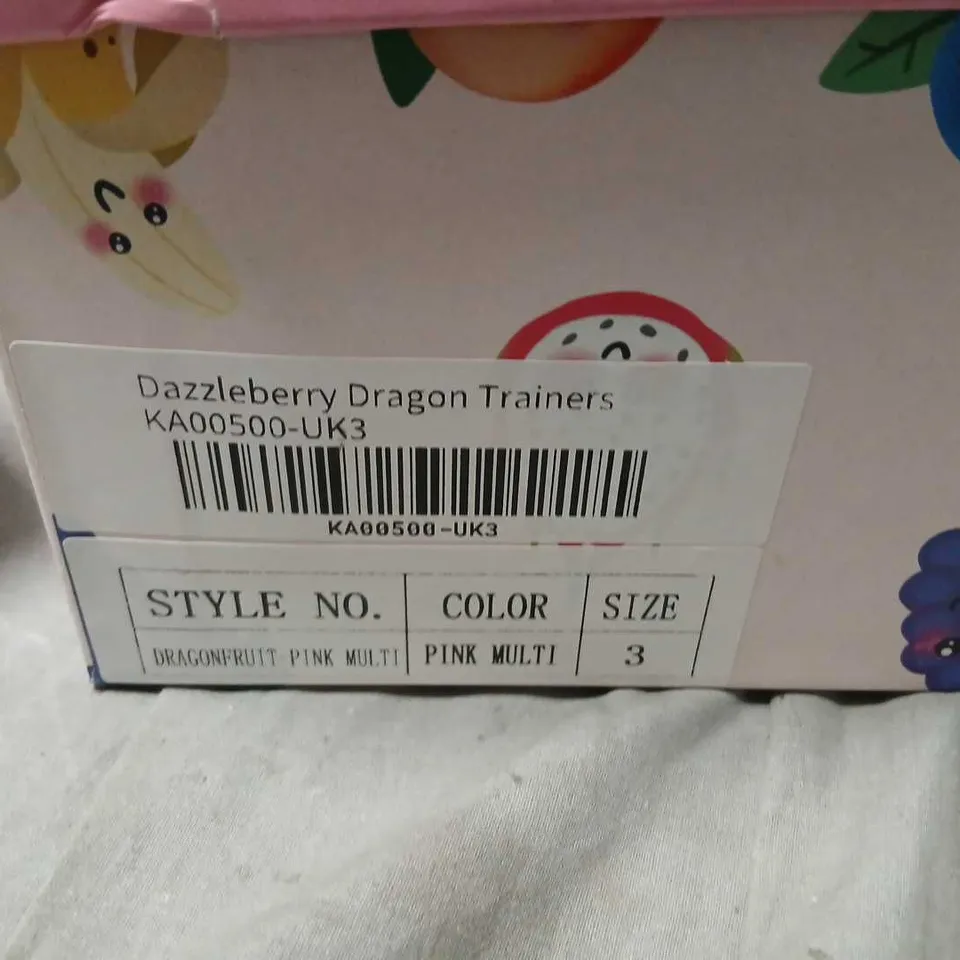 Dazzleberry Dragon Trainers
KA00500-UK3
KA00500-UK3
STYLE NO. COLOR SIZE
DRAGONFRUIT PINK MULTI PINK MULTI 3